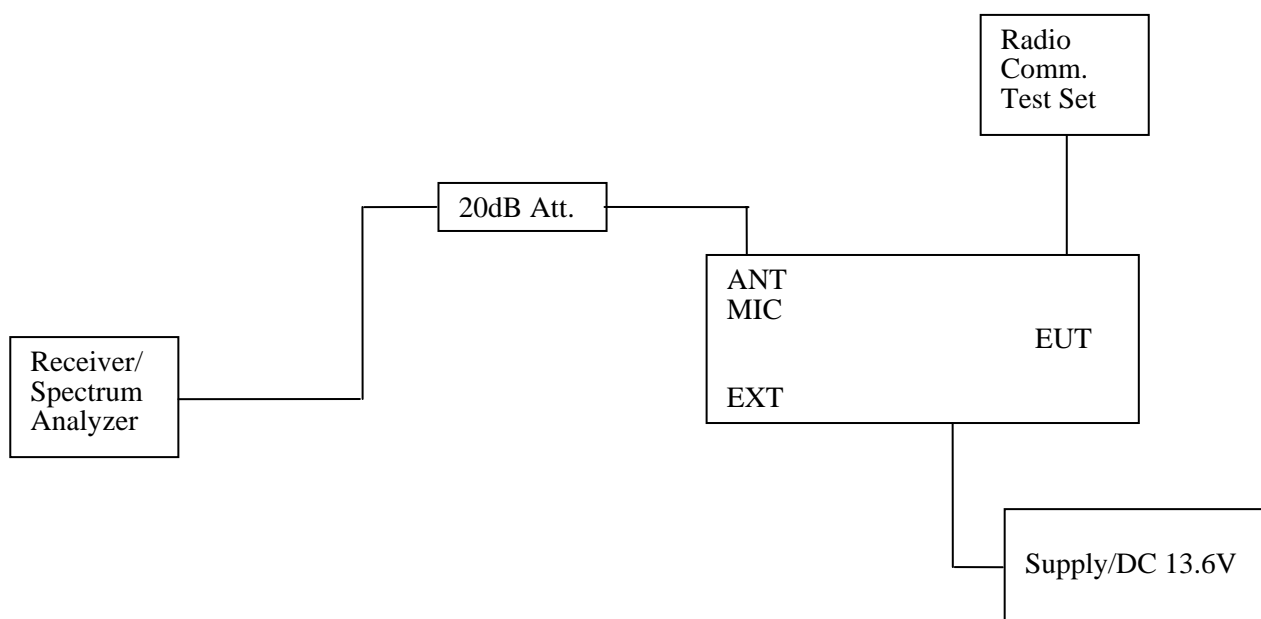 Radio
Comm.
Test Set
20dB Att.
ANT
MIC
EUT
EXT
Receiver/
Spectrum
Analyzer
Supply/DC 13.6V